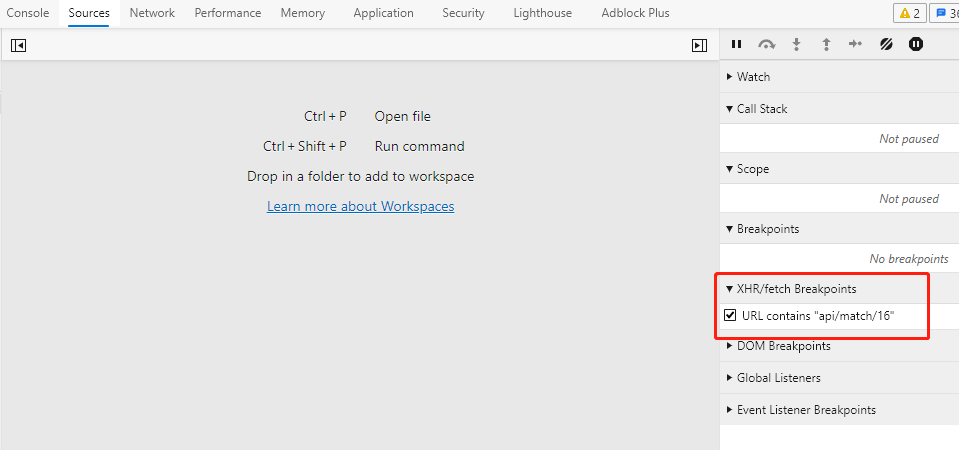 Console Sources Network Performance Memory Application Security Lighthouse Adblock Plus 2 36
Ctrl + P Open file
Ctrl + Shift + P Run command
Drop in a folder to add to workspace
Learn more about Workspaces
Watch
Call Stack
Not paused
Scope
Not paused
Breakpoints
No breakpoints
XHR/fetch Breakpoints
URL contains "api/match/16"
DOM Breakpoints
Global Listeners
Event Listener Breakpoints